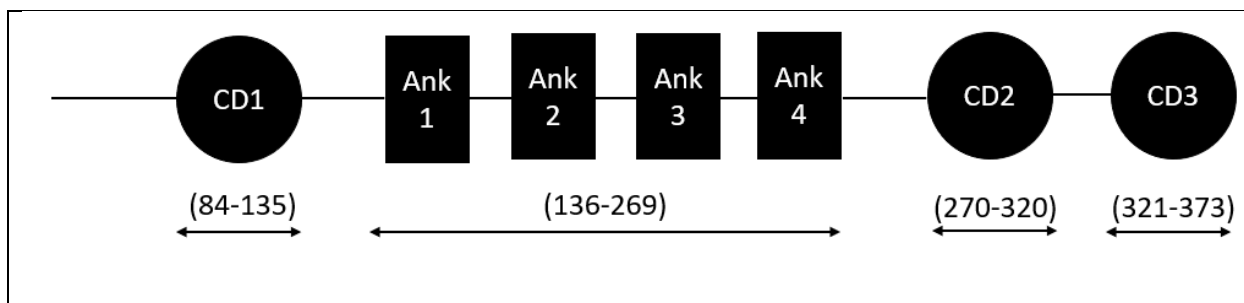 CD1
Ank
1
Ank
2
Ank
3
Ank
4
CD2
CD3
(84-135)
(136-269)
(270-320)
(321-373)